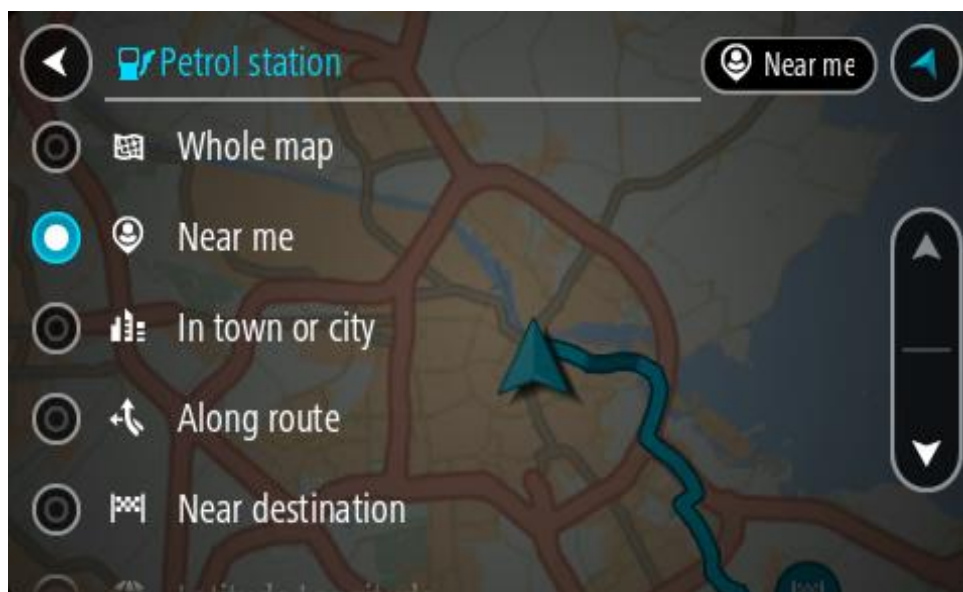 Petrol station
Near me
Whole map
Near me
In town or city
Along route
Near destination